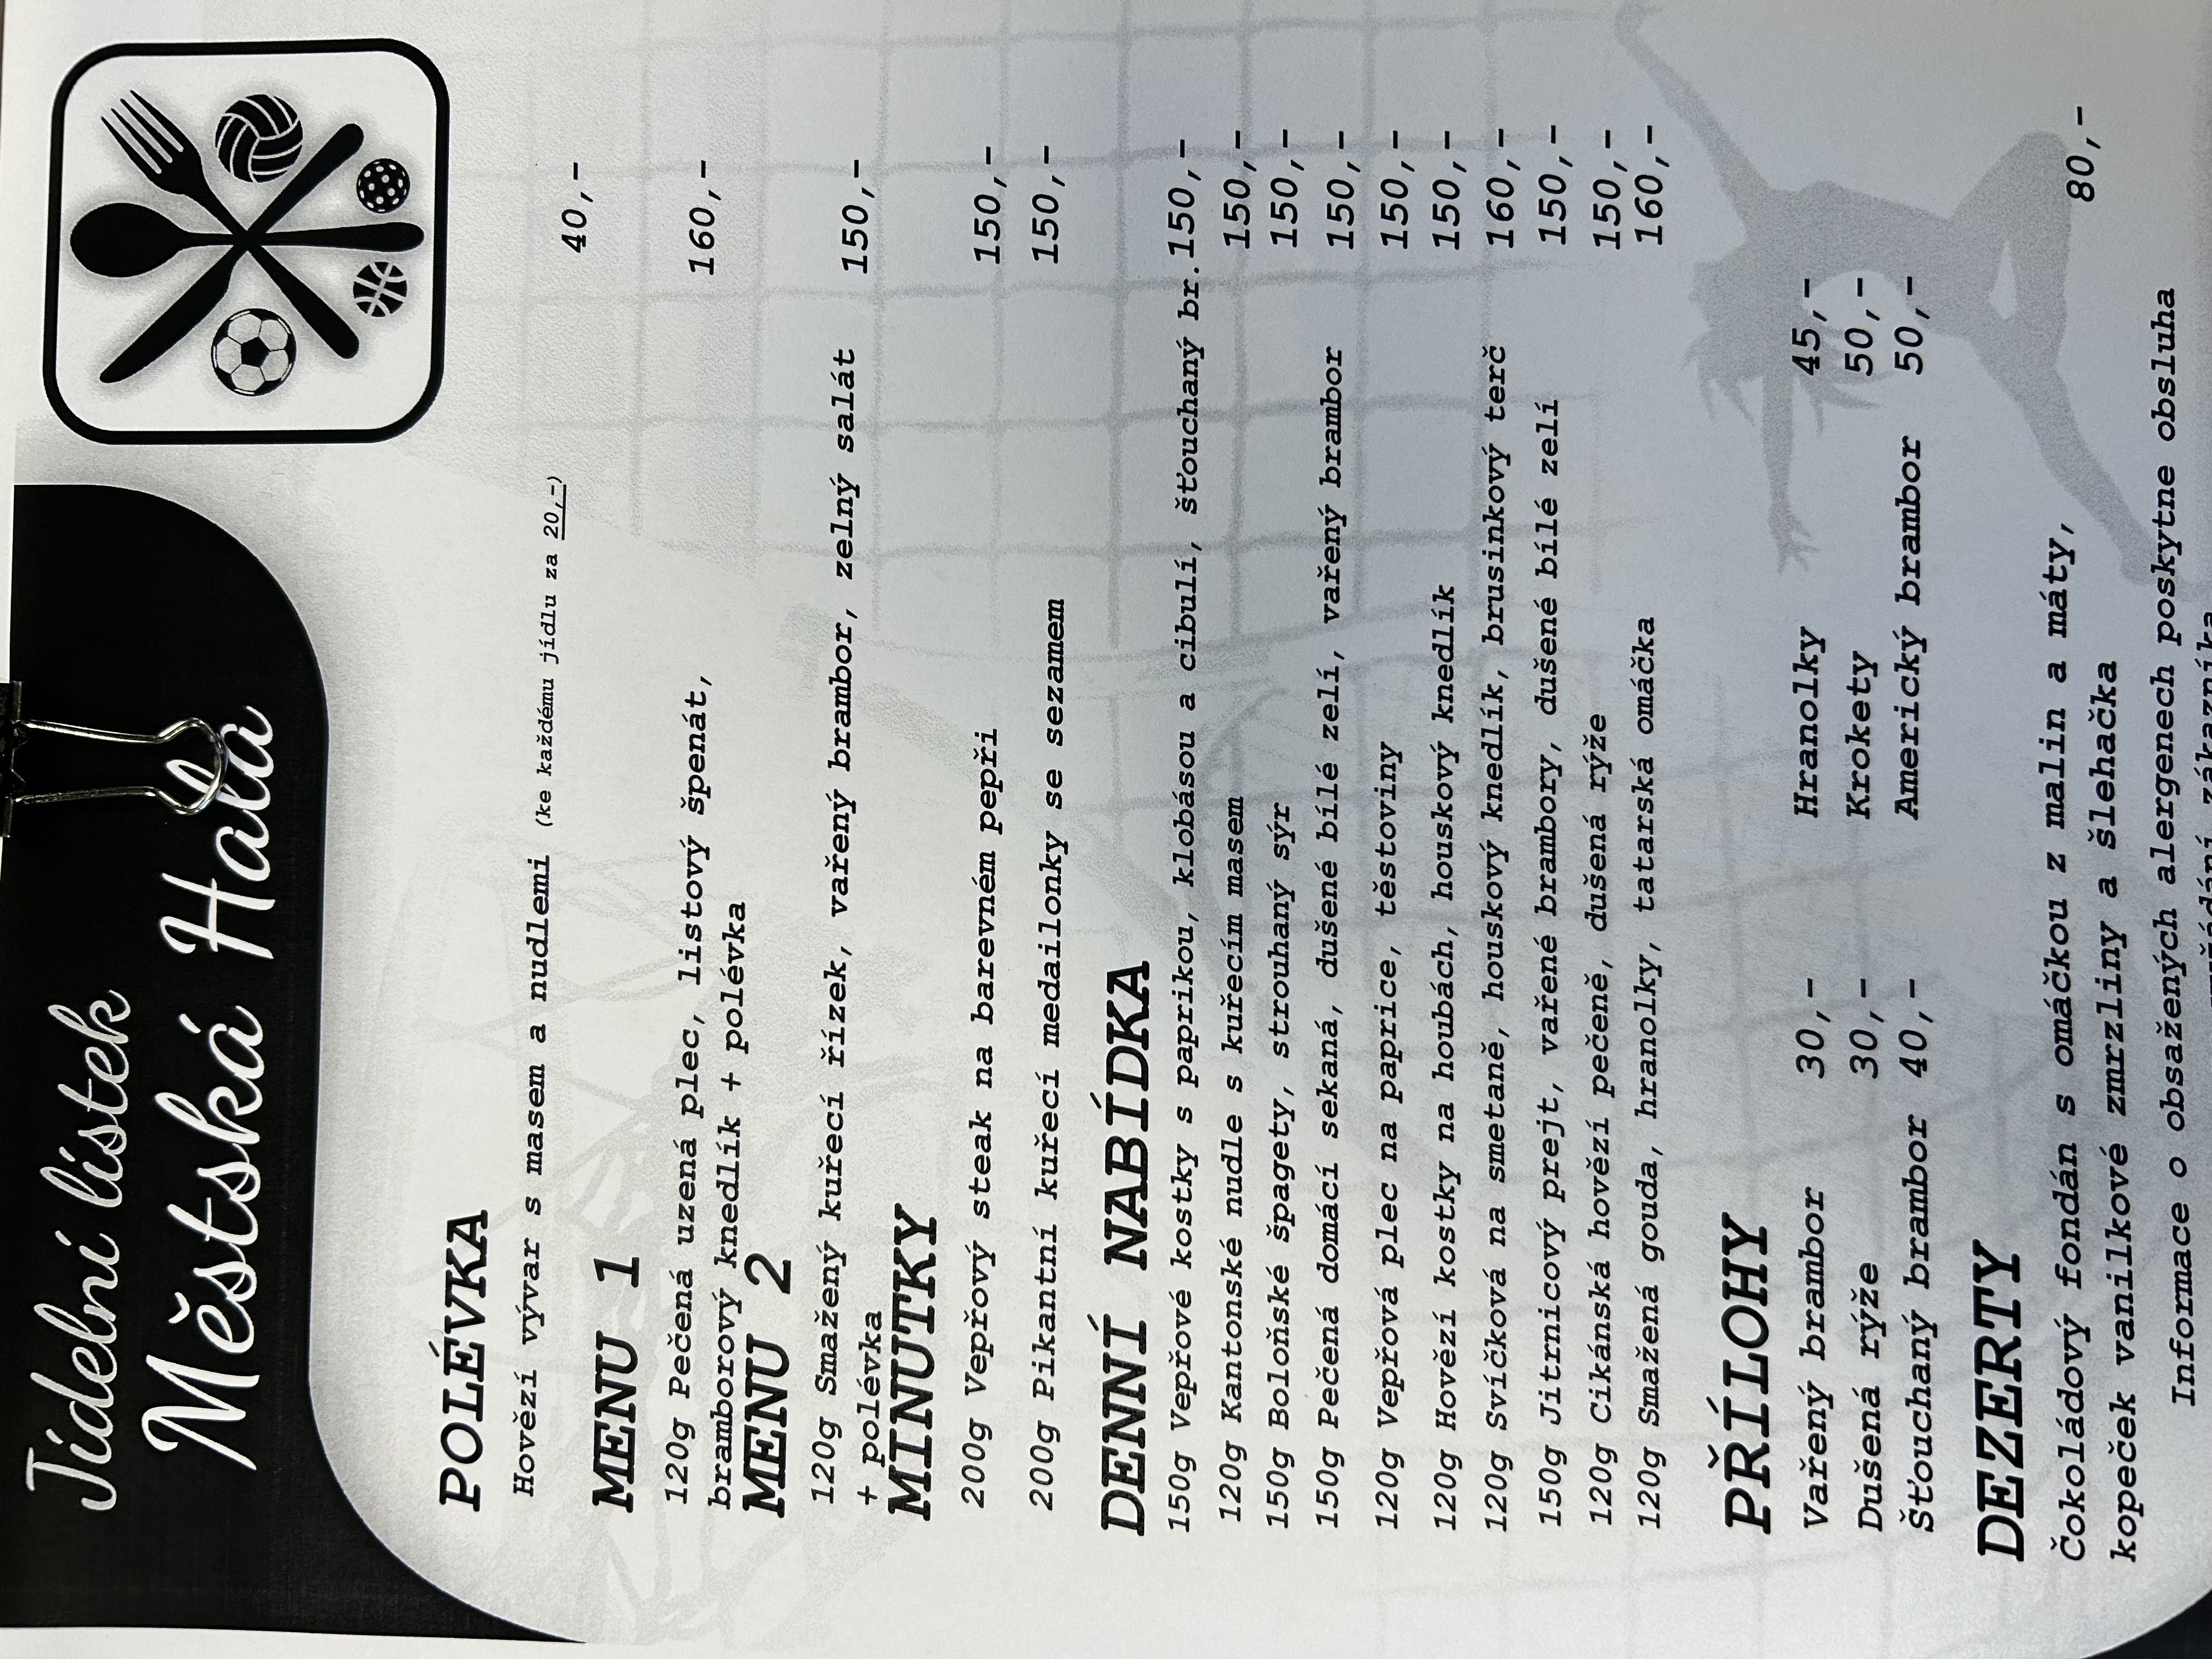 Jídelní lístek
Městská Hala
POLÉVKA
Hovězí vývar s masem a nudlemi (ke každému jídlu za 20,-) 40,-
MENU 1
120g Pečená uzená plec, listový špenát,
bramborový knedlík + polévka 160,-
MENU 2
120g Smažený kuřecí řízek, vařený brambor, zelný salát 150,-
+ polévka
MINUTKY
200g Vepřový steak na barevném pepři 150,-
200g Pikantní kuřecí medailonky se sezamem 150,-
DENNÍ NABÍDKA
150g Vepřové kostky s paprikou, klobásou a cibulí, šťouchaný br.150,-
120g Kantonské nudle s kuřecím masem 150,-
150g Boloňské špagety, strouhaný sýr 150,-
150g Pečená domácí sekaná, dušené bílé zelí, vařený brambor 150,-
120g Vepřová plec na paprice, těstoviny 150,-
120g Hovězí kostky na houbách, houskový knedlík 150,-
120g Svíčková na smetaně, houskový knedlík, brusinkový terč 160,-
150g Jitrnicový prejt, vařené brambory, dušené bílé zelí 150,-
120g Cikánská hovězí pečeně, dušená rýže 150,-
120g Smažená gouda, hranolky, tatarská omáčka 160,-
PŘÍLOHY
Vařený brambor 30,- Hranolky 45,-
Dušená rýže 30,- Krokety 50,-
Šťouchaný brambor 40,- Americký brambor 50,-
DEZERTY
Čokoládový fondán s omáčkou z malin a máty,
kopeček vanilkové zmrzliny a šlehačka 80,-
Informace o obsažených alergenech poskytne obsluha
zákazníka